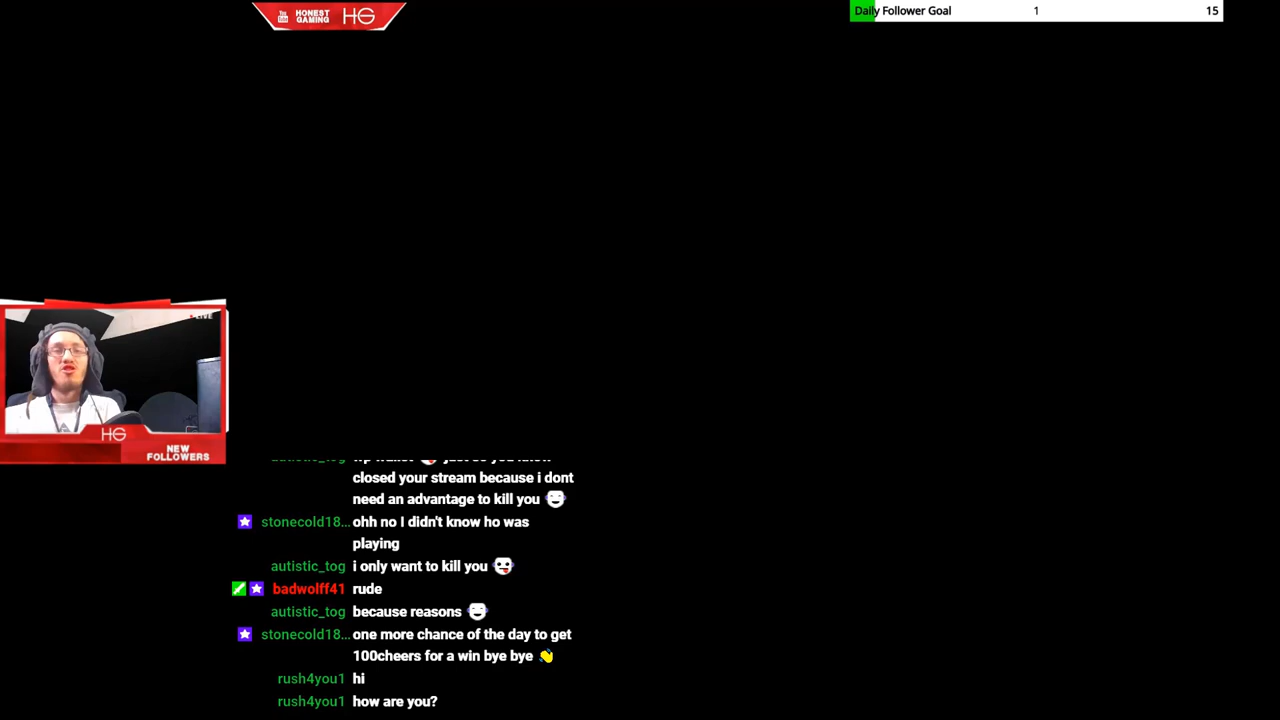 You Tube HONEST GAMING HG
Daily Follower Goal 1 15
LIVE
HG
NEW
FOLLOWERS
closed your stream because i dont
need an advantage to kill you
stonecold18... ohh no I didn't know ho was
playing
autistic_tog i only want to kill you
badwolff41 rude
autistic_tog because reasons
stonecold18... one more chance of the day to get
100cheers for a win bye bye
rush4you1 hi
rush4you1 how are you?